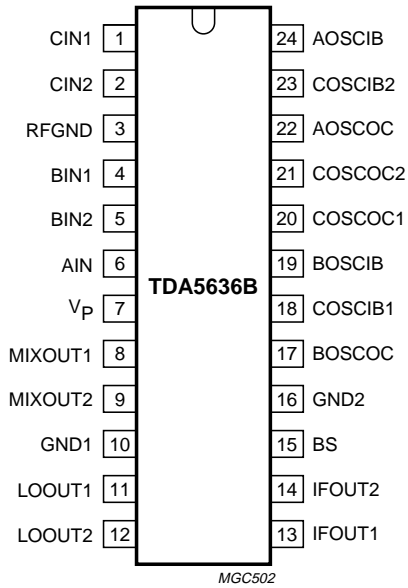 CIN1 1 24 AOSCIB
CIN2 2 23 COSCIB2
RFGND 3 22 AOSCOC
BIN1 4 21 COSCOC2
BIN2 5 20 COSCOC1
AIN 6 19 BOSCIB
TDA5636B
VP 7 18 COSCIB1
MIXOUT1 8 17 BOSCOC
MIXOUT2 9 16 GND2
GND1 10 15 BS
LOOUT1 11 14 IFOUT2
LOOUT2 12 13 IFOUT1
MGC502